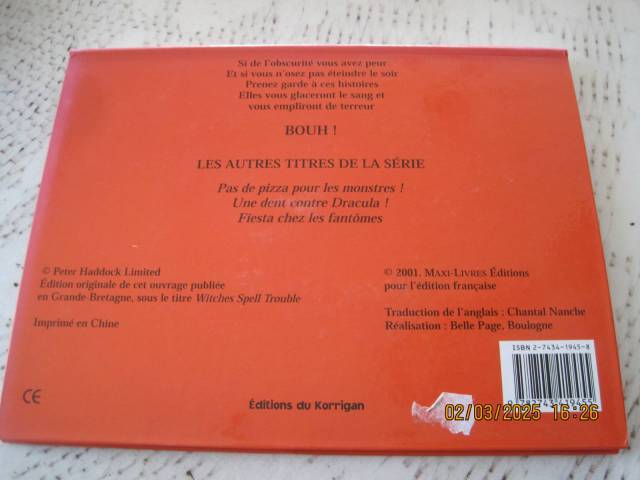 Si de l'obscurité vous avez peur
Et si vous n'osez pas éteindre le soir
Prenez garde à ces histoires
Elles vous glaceront le sang et
vous empliront de terreur
BOUH !
LES AUTRES TITRES DE LA SÉRIE
Pas de pizza pour les monstres !
Une dent contre Dracula !
Fiesta chez les fantômes
© Peter Haddock Limited
Édition originale de cet ouvrage publiée
en Grande-Bretagne, sous le titre Witches Spell Trouble
Imprimé en Chine
© 2001, MAXI-LIVRES Éditions
pour l'édition française
Traduction de l'anglais : Chantal Nanche
Réalisation : Belle Page, Boulogne
ISBN 2-7434-1945-8
9 782743 419455
CE
Éditions du Korrigan
02/03/2025 16:26